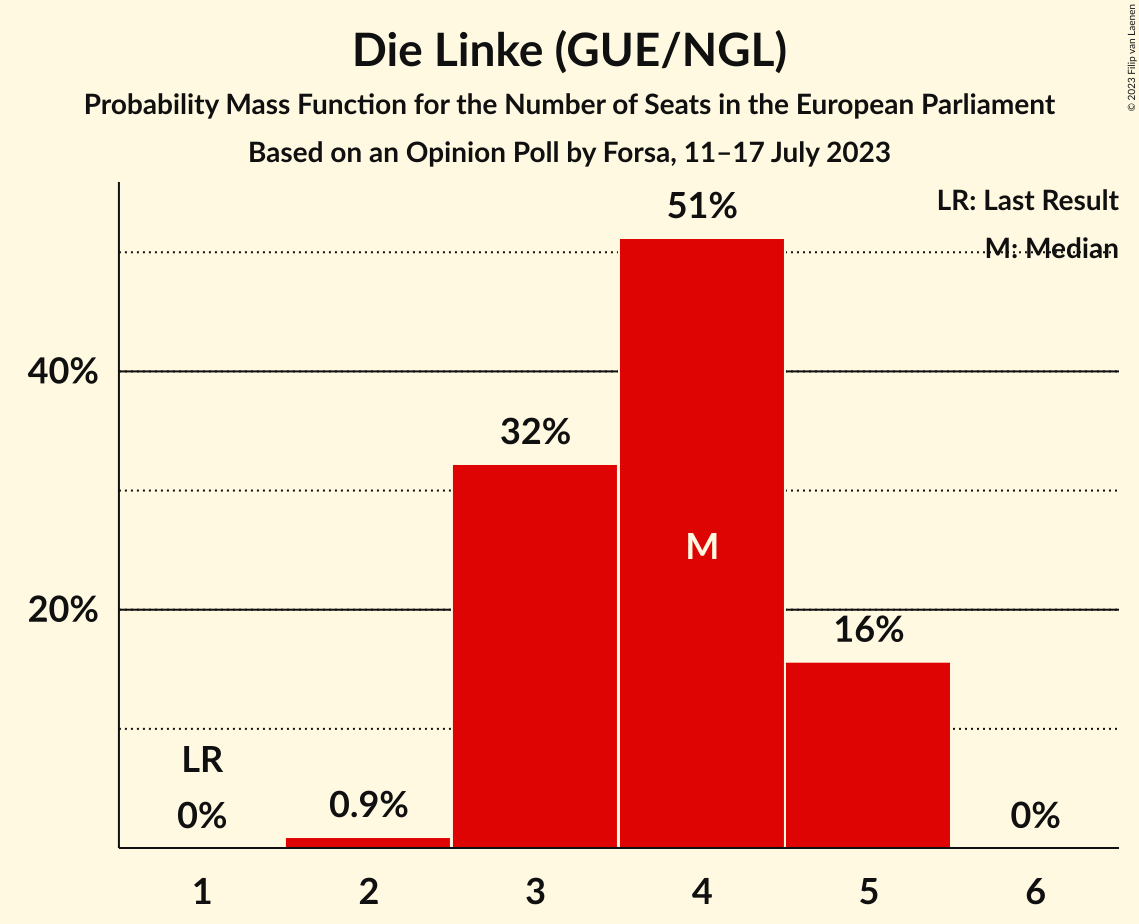 Die Linke (GUE/NGL)
Probability Mass Function for the Number of Seats in the European Parliament
Based on an Opinion Poll by Forsa, 11–17 July 2023
© 2023 Filip van Laenen
LR: Last Result
M: Median
51%
40%
32%
M
20%
16%
LR
0%
0.9%
0%
1 2 3 4 5 6